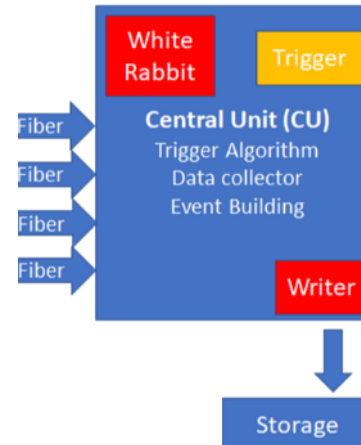 White
Rabbit
Trigger
Central Unit (CU)
Trigger Algorithm
Data collector
Event Building
Fiber
Fiber
Fiber
Fiber
Writer
Storage